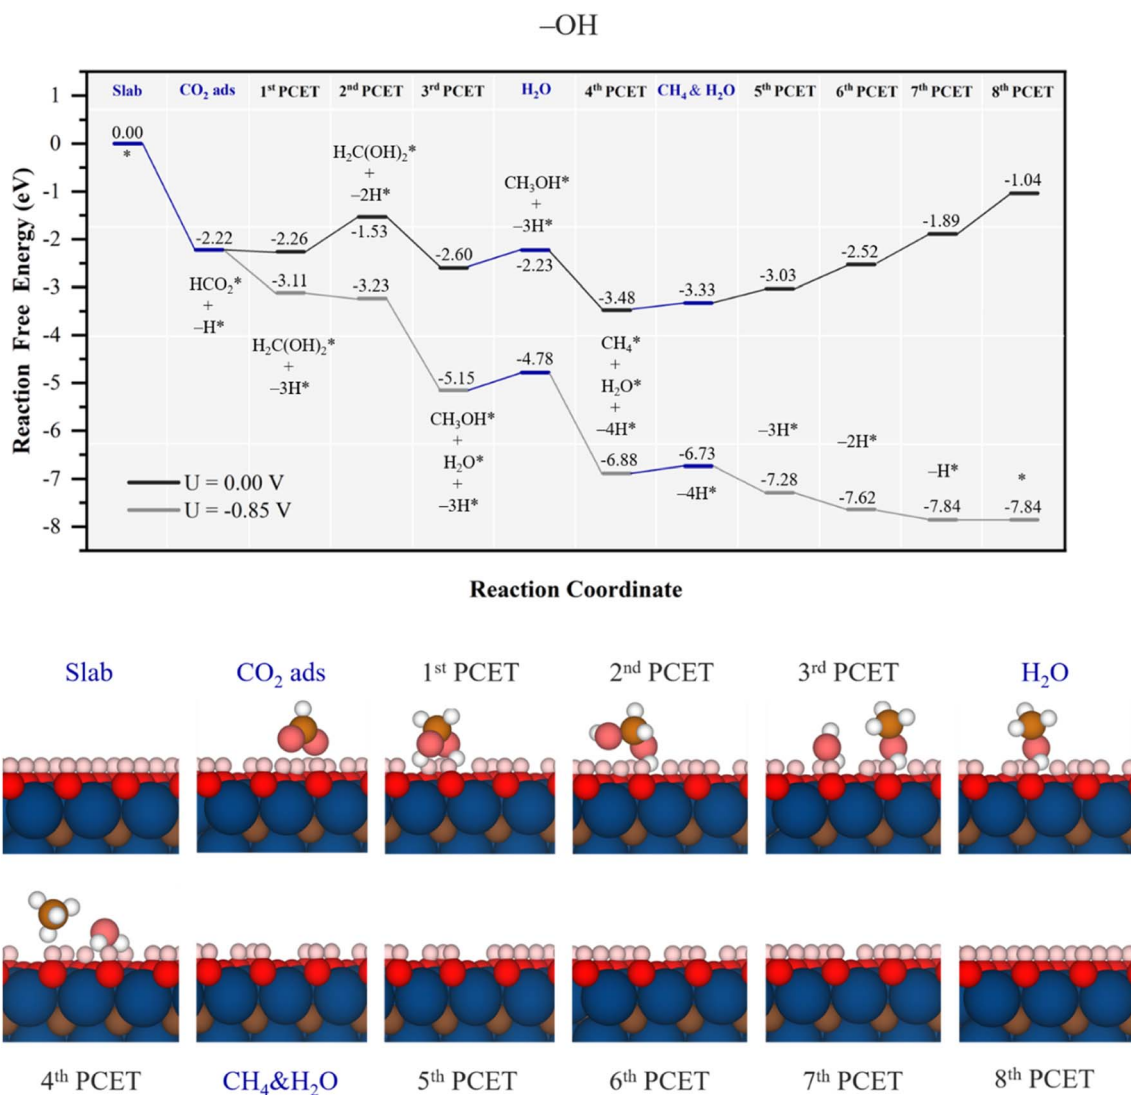 –OH
Slab CO₂ ads 1ˢᵗ PCET 2ⁿᵈ PCET 3ʳᵈ PCET H₂O 4ᵗʰ PCET CH₄ & H₂O 5ᵗʰ PCET 6ᵗʰ PCET 7ᵗʰ PCET 8ᵗʰ PCET
Reaction Free Energy (eV)
1
0
-1
-2
-3
-4
-5
-6
-7
-8
0.00
*
-2.22
-2.26
-1.53
-2.60
-2.23
-3.48
-3.33
-3.03
-2.52
-1.89
-1.04
H₂C(OH)₂*
+
–2H*
CH₃OH*
+
–3H*
HCO₂*
+
–H*
-3.11
-3.23
-5.15
-4.78
-6.88
-6.73
-7.28
-7.62
-7.84
-7.84
H₂C(OH)₂*
+
–3H*
CH₃OH*
+
H₂O*
+
–3H*
CH₄*
+
H₂O*
+
–4H*
–4H*
–3H*
–2H*
–H*
*
U = 0.00 V
U = -0.85 V
Reaction Coordinate
Slab CO₂ ads 1ˢᵗ PCET 2ⁿᵈ PCET 3ʳᵈ PCET H₂O
4ᵗʰ PCET CH₄&H₂O 5ᵗʰ PCET 6ᵗʰ PCET 7ᵗʰ PCET 8ᵗʰ PCET